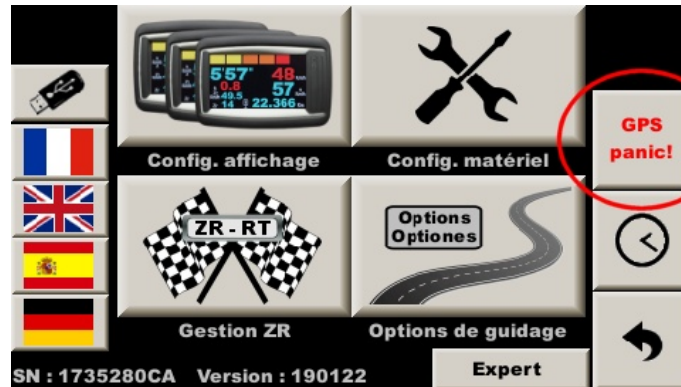 5'57"
48
0.8
57
49.5
14
22.366
Config. affichage
Config. matériel
GPS
panic!
ZR - RT
Options
Optiones
Gestion ZR
Options de guidage
Expert
SN : 1735280CA Version : 190122